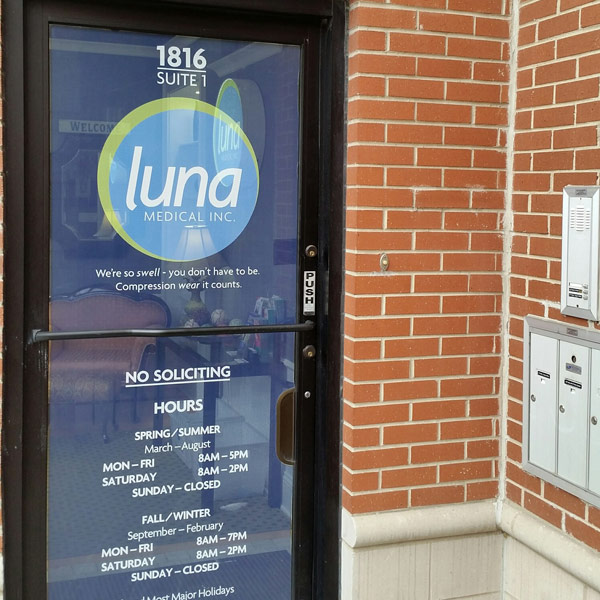 1816
SUITE 1
WELCOME
luna
MEDICAL INC.
We're so swell - you don't have to be.
Compression wear it counts.
PUSH
NO SOLICITING
HOURS
SPRING/SUMMER
March – August
MON – FRI 8AM – 5PM
SATURDAY 8AM – 2PM
SUNDAY – CLOSED
FALL/WINTER
September – February
MON – FRI 8AM – 7PM
SATURDAY 8AM – 2PM
SUNDAY – CLOSED
Most Major Holidays